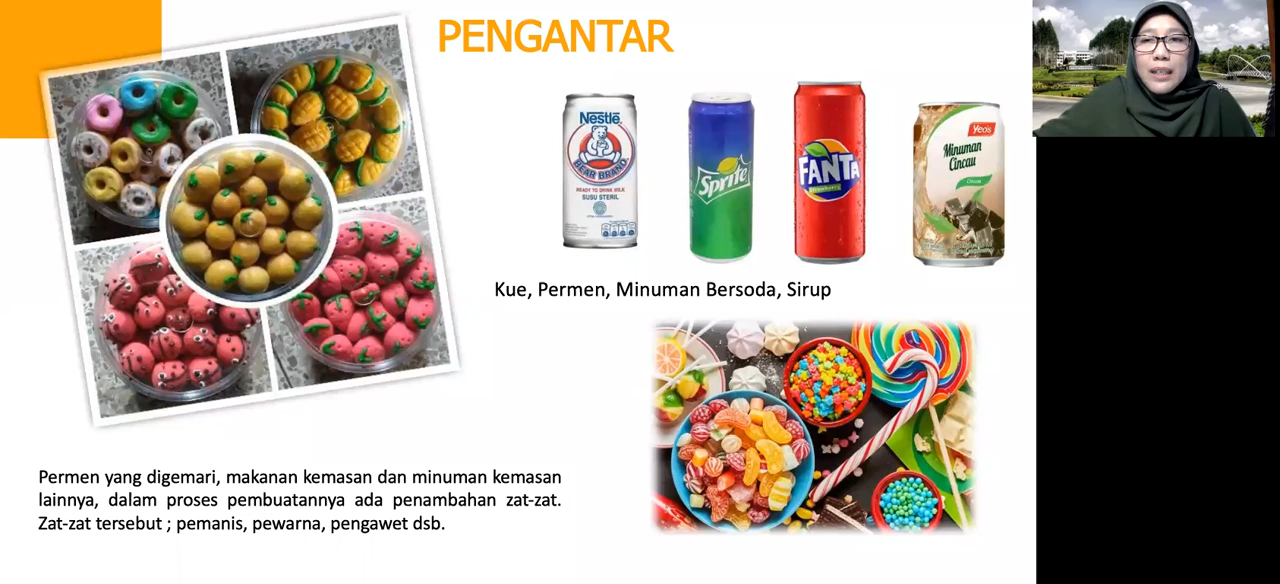 PENGANTAR
Nestlé
BEAR BRAND
READY TO DRINK MILK
SUSU STERIL
Sprite
FANTA
Strawberry
Yeo's
Minuman
Cincau
Kue, Permen, Minuman Bersoda, Sirup
Permen yang digemari, makanan kemasan dan minuman kemasan
lainnya, dalam proses pembuatannya ada penambahan zat-zat.
Zat-zat tersebut ; pemanis, pewarna, pengawet dsb.